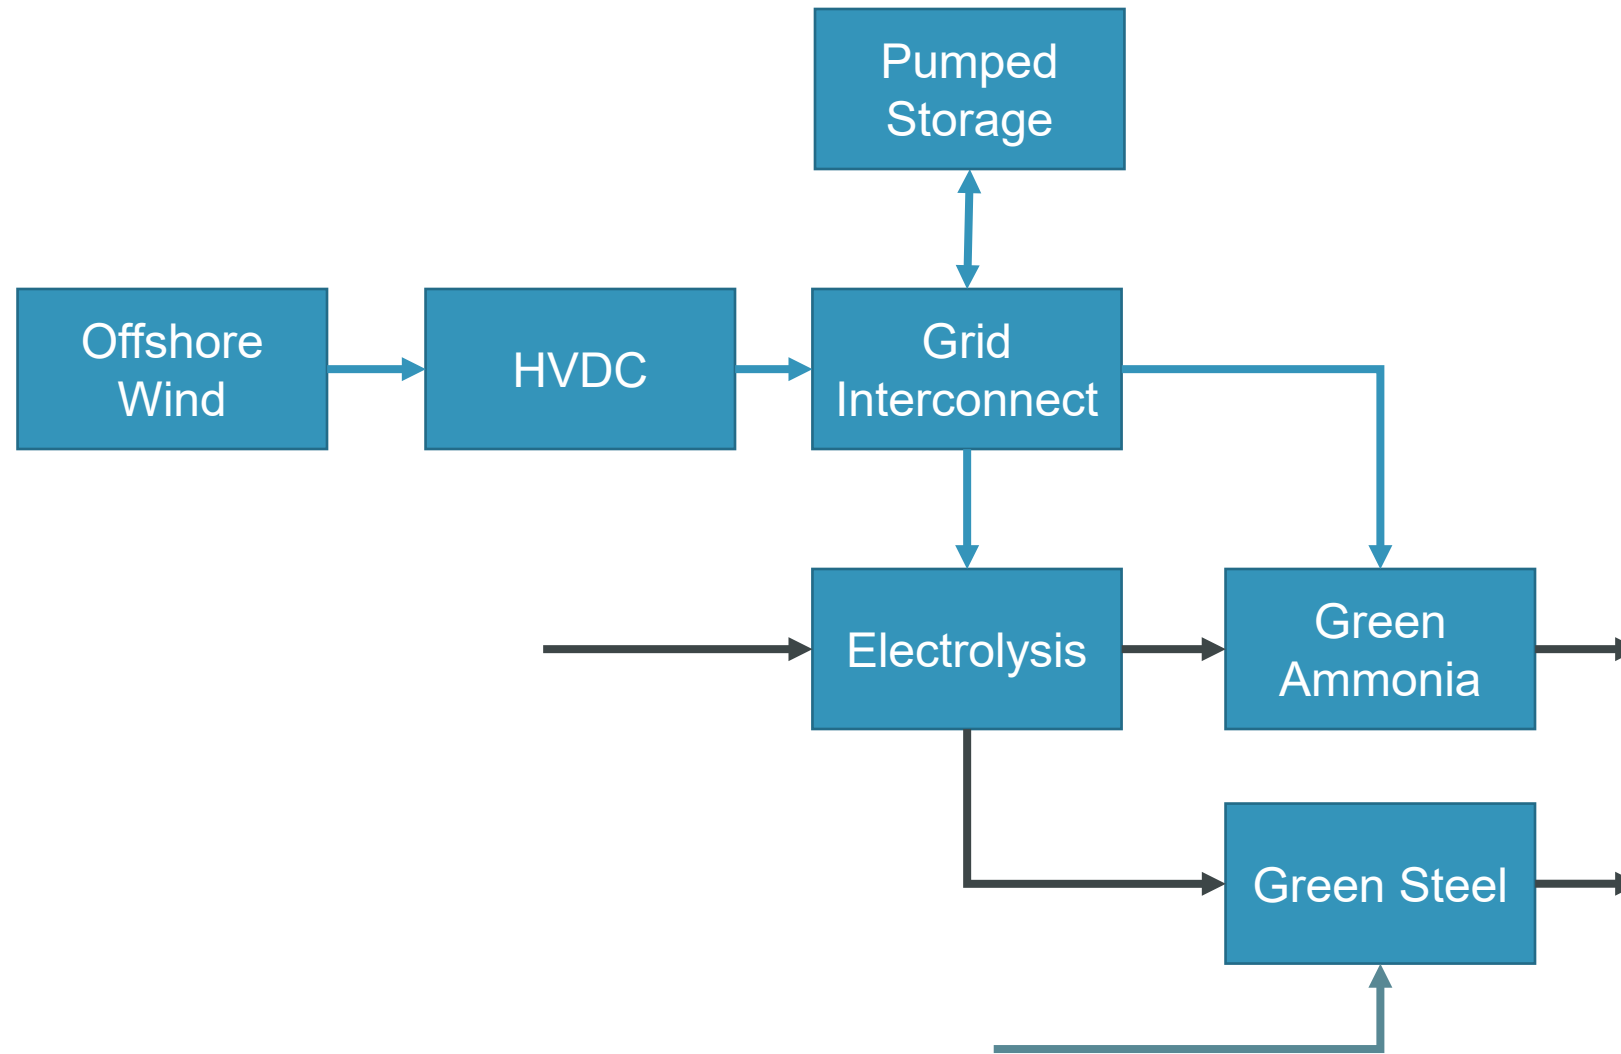 Pumped
Storage
Offshore
Wind
HVDC
Grid
Interconnect
Electrolysis
Green
Ammonia
Green Steel